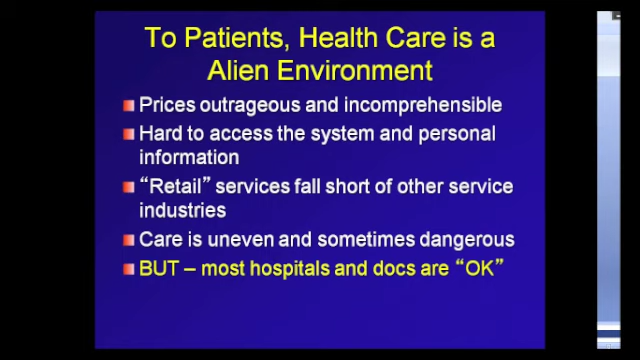 To Patients, Health Care is a
Alien Environment
Prices outrageous and incomprehensible
Hard to access the system and personal
information
“Retail” services fall short of other service
industries
Care is uneven and sometimes dangerous
BUT – most hospitals and docs are “OK”